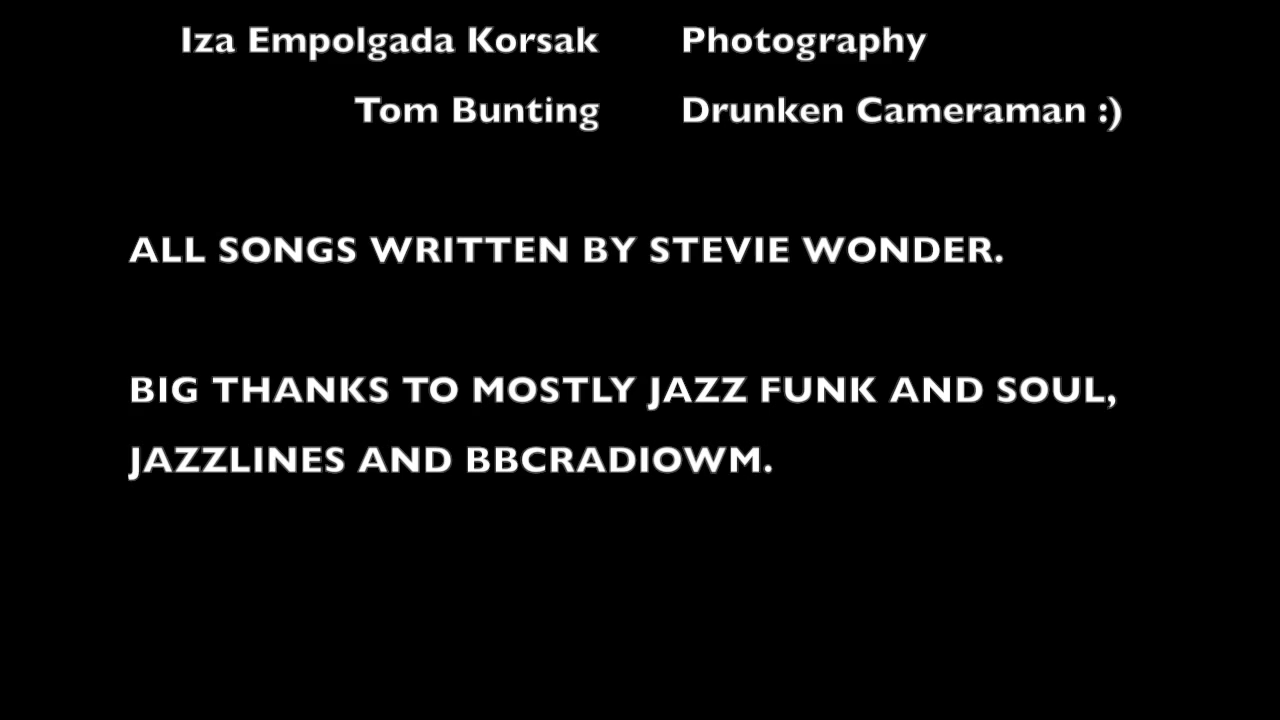 Iza Empolgada Korsak Photography
Tom Bunting Drunken Cameraman :)
ALL SONGS WRITTEN BY STEVIE WONDER.
BIG THANKS TO MOSTLY JAZZ FUNK AND SOUL,
JAZZLINES AND BBCRADIOWM.